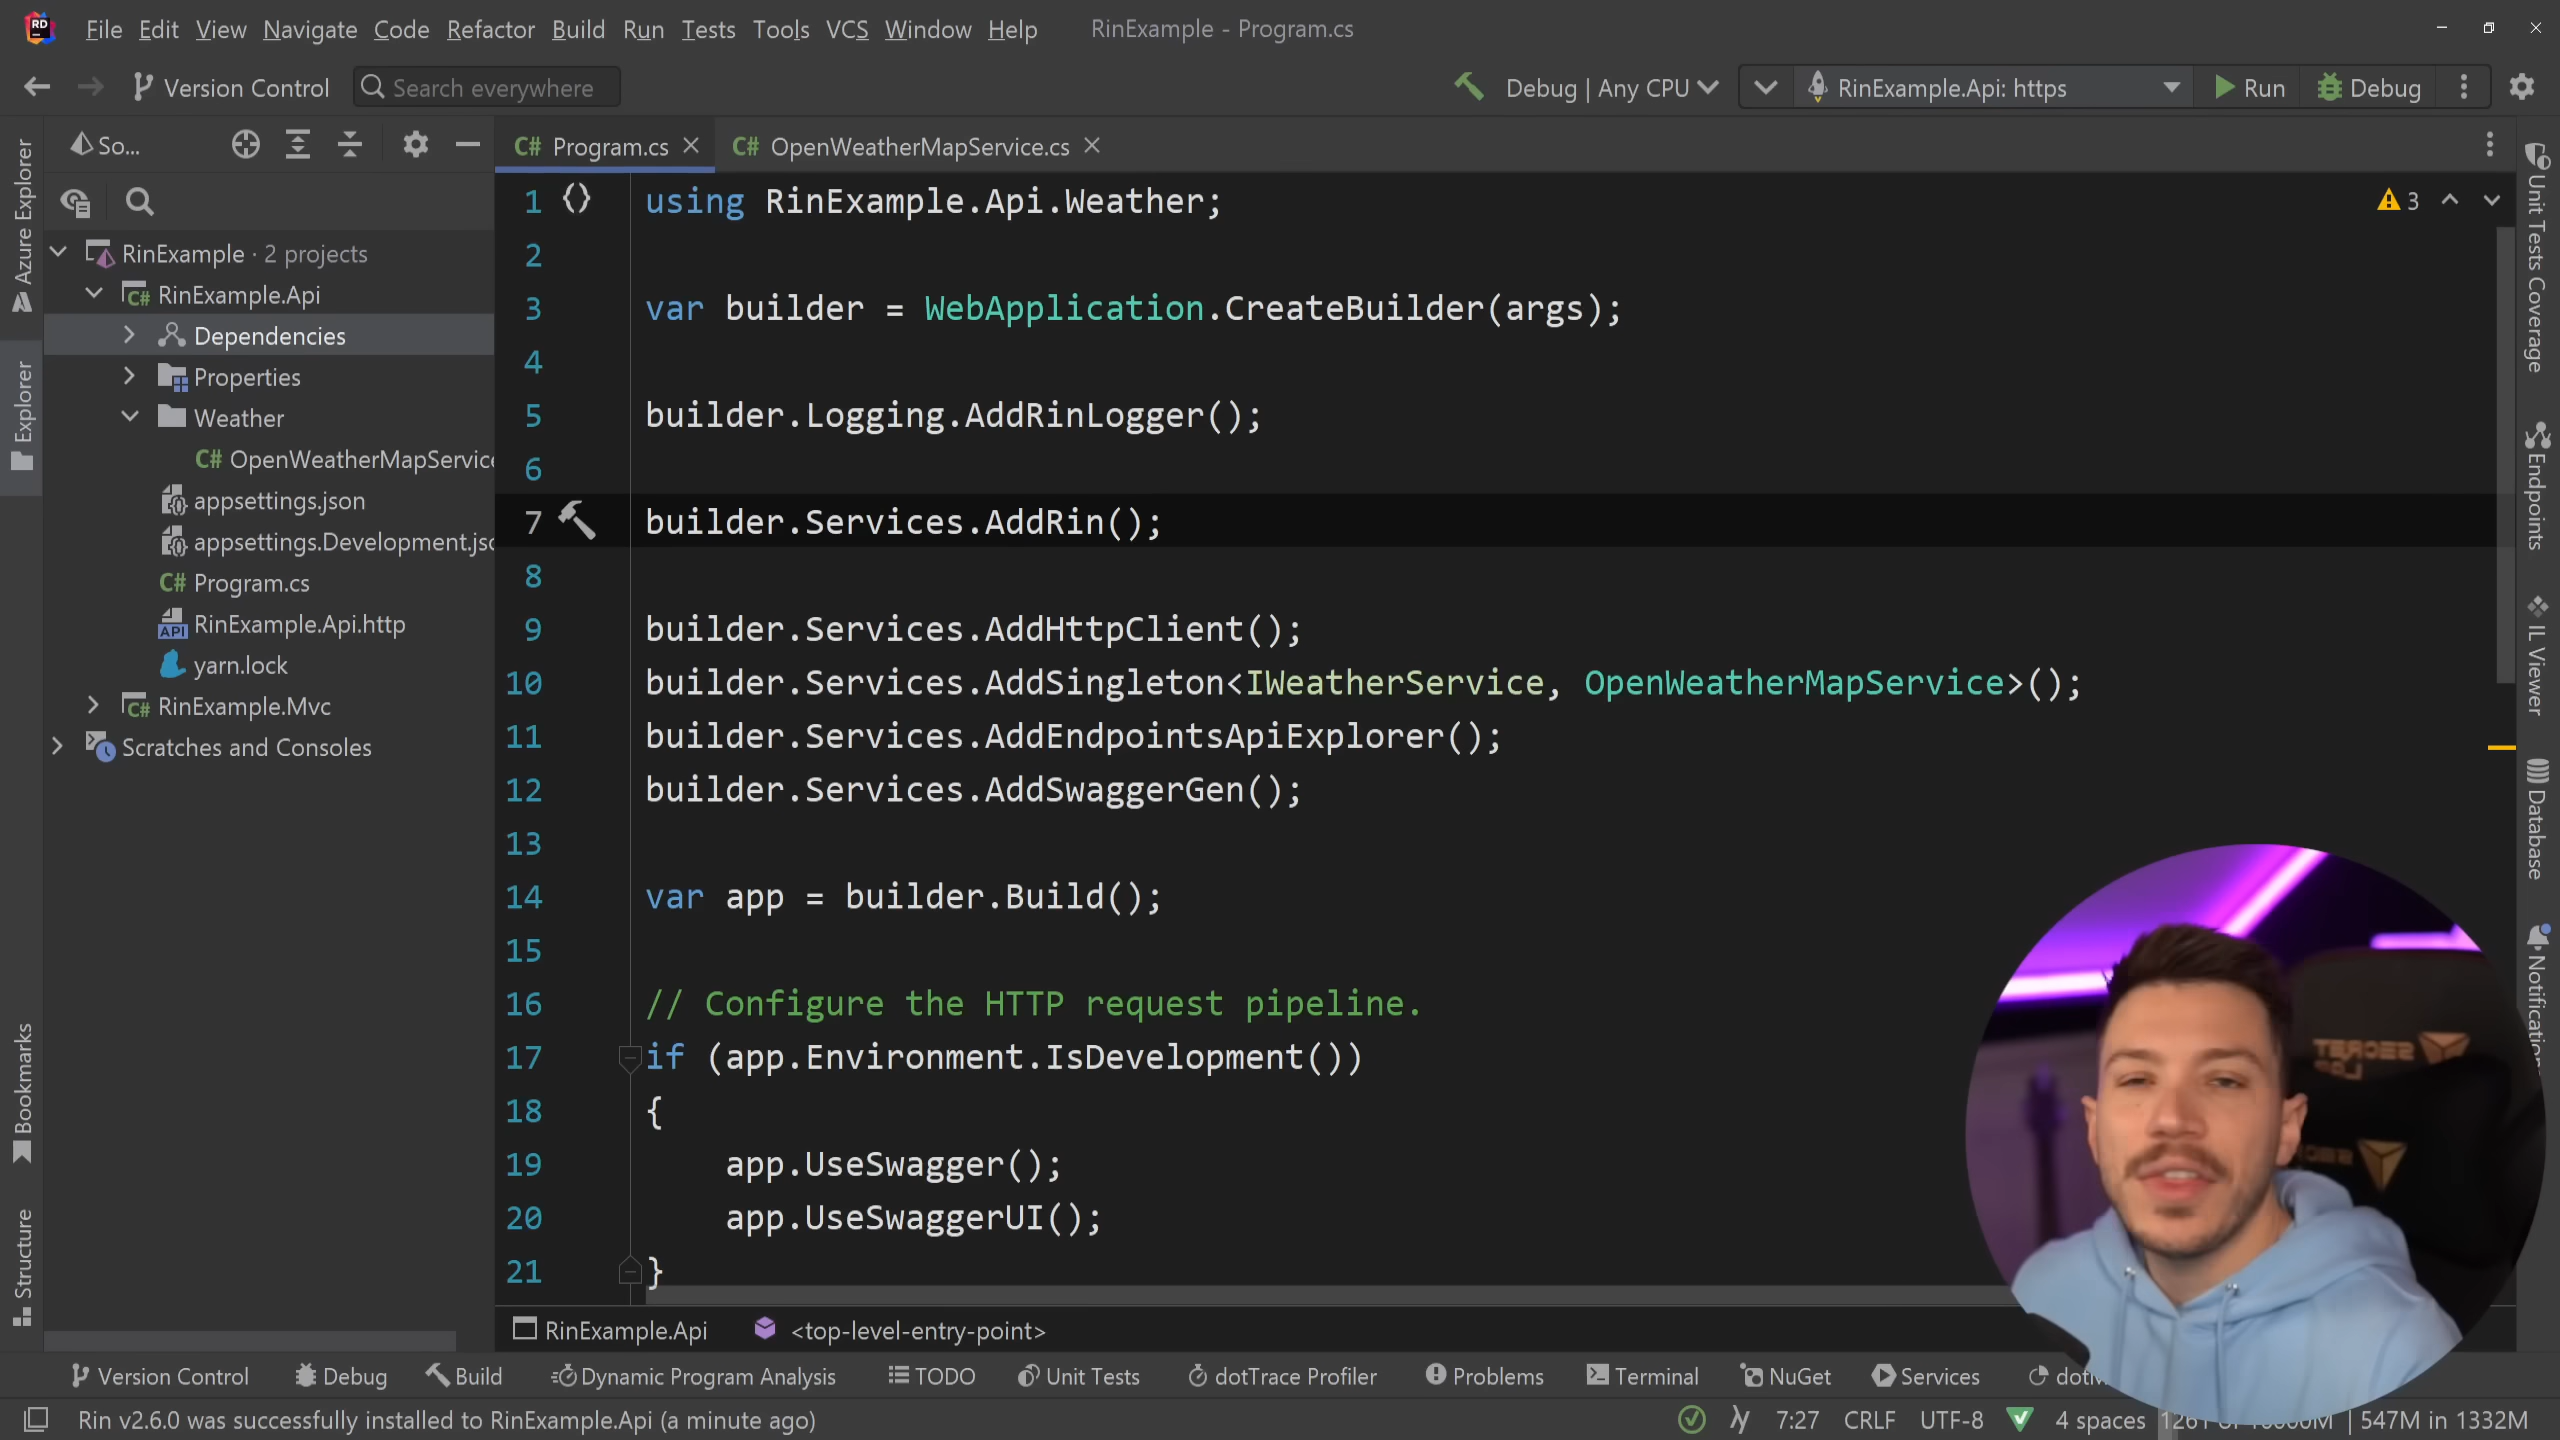 File Edit View Navigate Code Refactor Build Run Tests Tools VCS Window Help RinExample - Program.cs
Version Control Search everywhere Debug | Any CPU RinExample.Api: https Run Debug
So... Program.cs OpenWeatherMapService.cs
Azure Explorer
Explorer
Bookmarks
Structure
RinExample · 2 projects
RinExample.Api
Dependencies
Properties
Weather
C# OpenWeatherMapService
appsettings.json
appsettings.Development.jsc
C# Program.cs
RinExample.Api.http
yarn.lock
RinExample.Mvc
Scratches and Consoles
1 using RinExample.Api.Weather;
3
2
3 var builder = WebApplication.CreateBuilder(args);
4
5 builder.Logging.AddRinLogger();
6
7 builder.Services.AddRin();
8
9 builder.Services.AddHttpClient();
10 builder.Services.AddSingleton<IWeatherService, OpenWeatherMapService>();
11 builder.Services.AddEndpointsApiExplorer();
12 builder.Services.AddSwaggerGen();
13
14 var app = builder.Build();
15
16 // Configure the HTTP request pipeline.
17 if (app.Environment.IsDevelopment())
18 {
19 app.UseSwagger();
20 app.UseSwaggerUI();
21 }
Unit Tests Coverage
Endpoints
IL Viewer
Database
Notifications
RinExample.Api <top-level-entry-point>
Version Control Debug Build Dynamic Program Analysis TODO Unit Tests dotTrace Profiler Problems Terminal NuGet Services
Rin v2.6.0 was successfully installed to RinExample.Api (a minute ago) 7:27 CRLF UTF-8 4 spaces 547M in 1332M